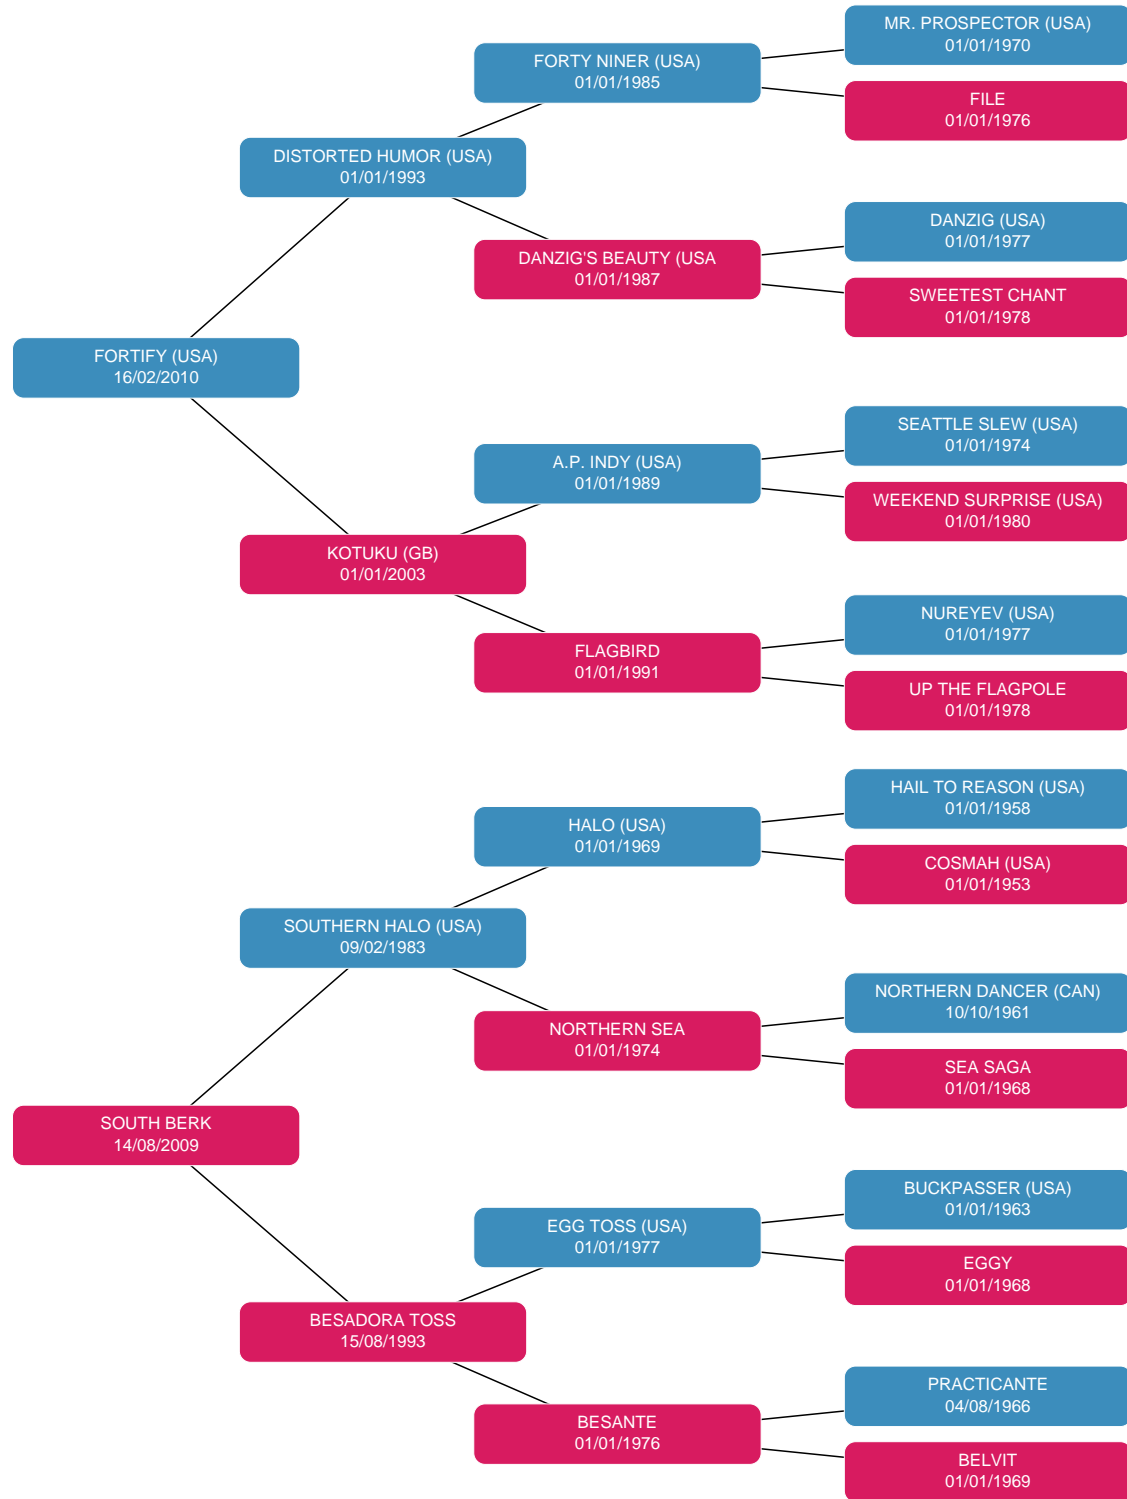 MR. PROSPECTOR (USA)
01/01/1970
FORTY NINER (USA)
01/01/1985
FILE
01/01/1976
DISTORTED HUMOR (USA)
01/01/1993
DANZIG (USA)
01/01/1977
DANZIG'S BEAUTY (USA
01/01/1987
SWEETEST CHANT
01/01/1978
FORTIFY (USA)
16/02/2010
SEATTLE SLEW (USA)
01/01/1974
A.P. INDY (USA)
01/01/1989
WEEKEND SURPRISE (USA)
01/01/1980
KOTUKU (GB)
01/01/2003
NUREYEV (USA)
01/01/1977
FLAGBIRD
01/01/1991
UP THE FLAGPOLE
01/01/1978
HAIL TO REASON (USA)
01/01/1958
HALO (USA)
01/01/1969
COSMAH (USA)
01/01/1953
SOUTHERN HALO (USA)
09/02/1983
NORTHERN DANCER (CAN)
10/10/1961
NORTHERN SEA
01/01/1974
SEA SAGA
01/01/1968
SOUTH BERK
14/08/2009
BUCKPASSER (USA)
01/01/1963
EGG TOSS (USA)
01/01/1977
EGGY
01/01/1968
BESADORA TOSS
15/08/1993
PRACTICANTE
04/08/1966
BESANTE
01/01/1976
BELVIT
01/01/1969